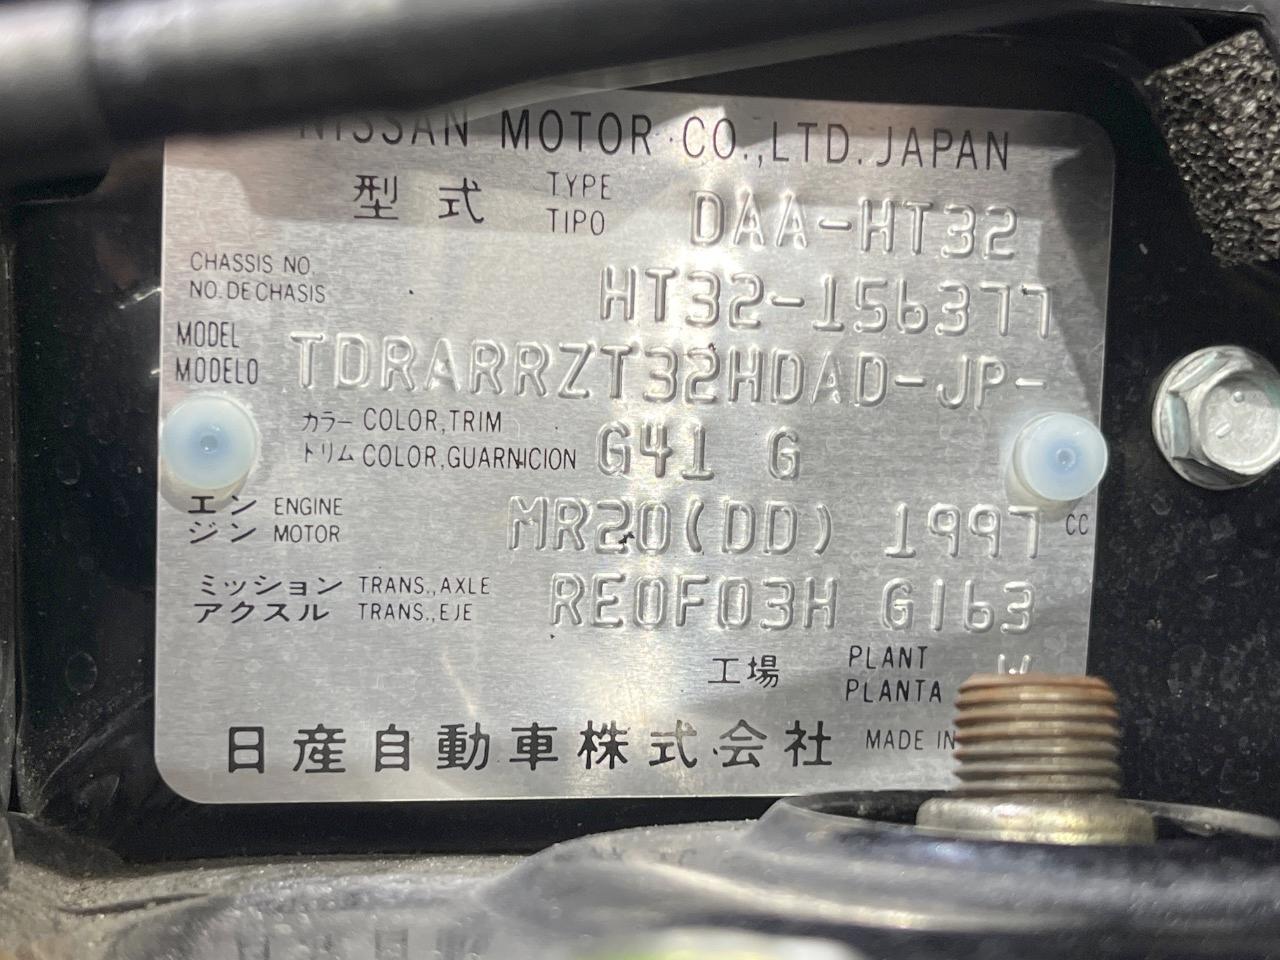 NISSAN MOTOR CO.,LTD. JAPAN
型式 TYPE TIPO DAA-HT32
CHASSIS NO.
NO. DE CHASIS HT32-156377
MODEL
MODELO TDRARRZT32HDAD-JP-
カラー COLOR,TRIM
トリム COLOR,GUARNICION G41 G
エン ENGINE
ジン MOTOR MR20(DD) 1997 CC
ミッション TRANS.,AXLE
アクスル TRANS.,EJE RE0F03H G163
工場 PLANT
PLANTA
日産自動車株式会社 MADE IN